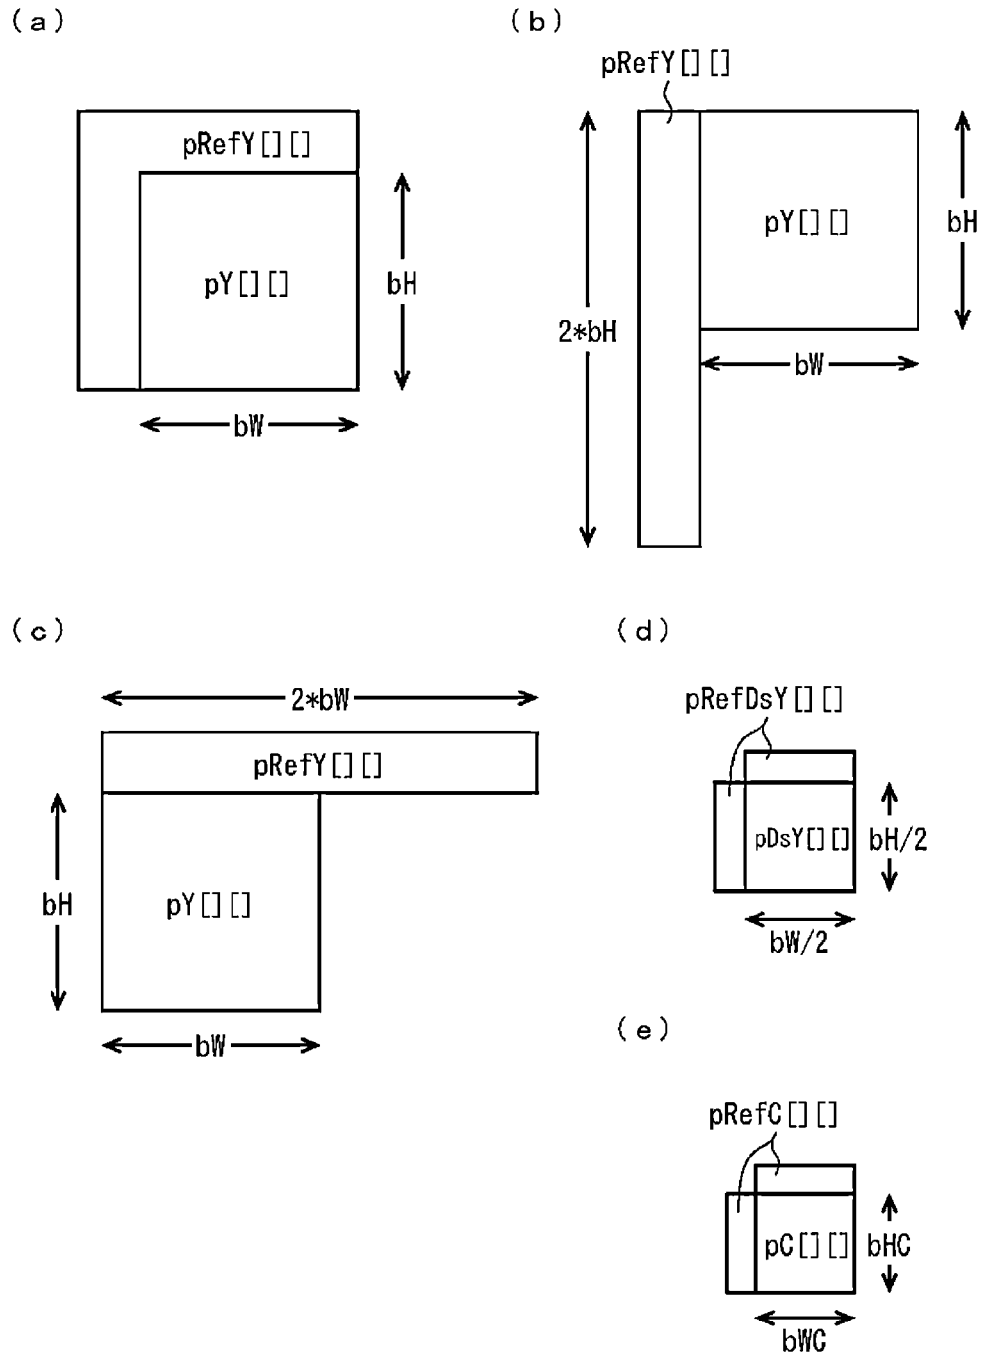 (a)
pRefY[][]
pY[][]
bH
bW
(b)
pRefY[][]
pY[][]
bH
2*bH
bW
(c)
2*bW
pRefY[][]
bH
pY[][]
bW
(d)
pRefDsY[][]
pDsY[][]
bH/2
bW/2
(e)
pRefC[][]
pC[][]
bHC
bWC